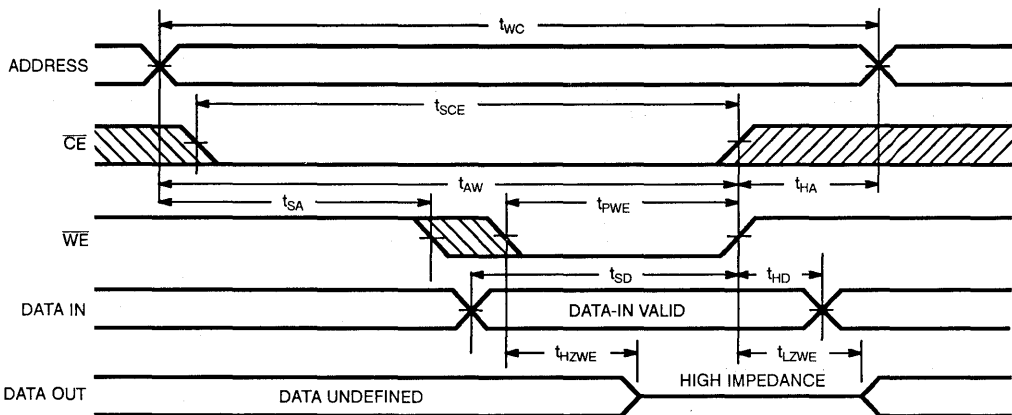 tWC
ADDRESS
tSCE
CE
tAW
tHA
tSA
tPWE
WE
tSD
tHD
DATA IN
DATA-IN VALID
tHZWE
tLZWE
HIGH IMPEDANCE
DATA OUT
DATA UNDEFINED